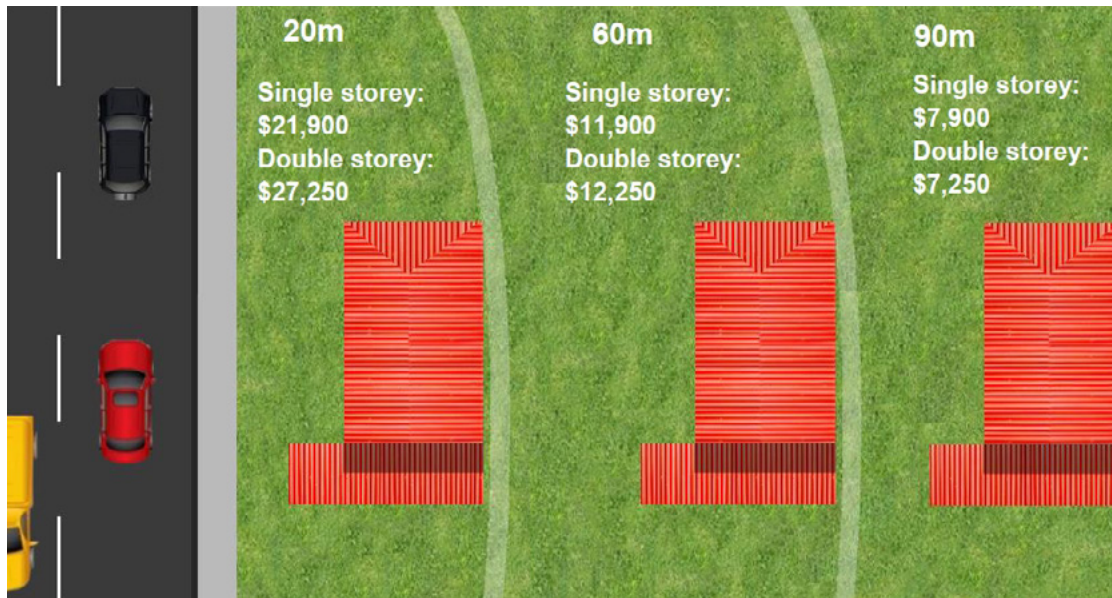 20m
Single storey:
$21,900
Double storey:
$27,250
60m
Single storey:
$11,900
Double storey:
$12,250
90m
Single storey:
$7,900
Double storey:
$7,250